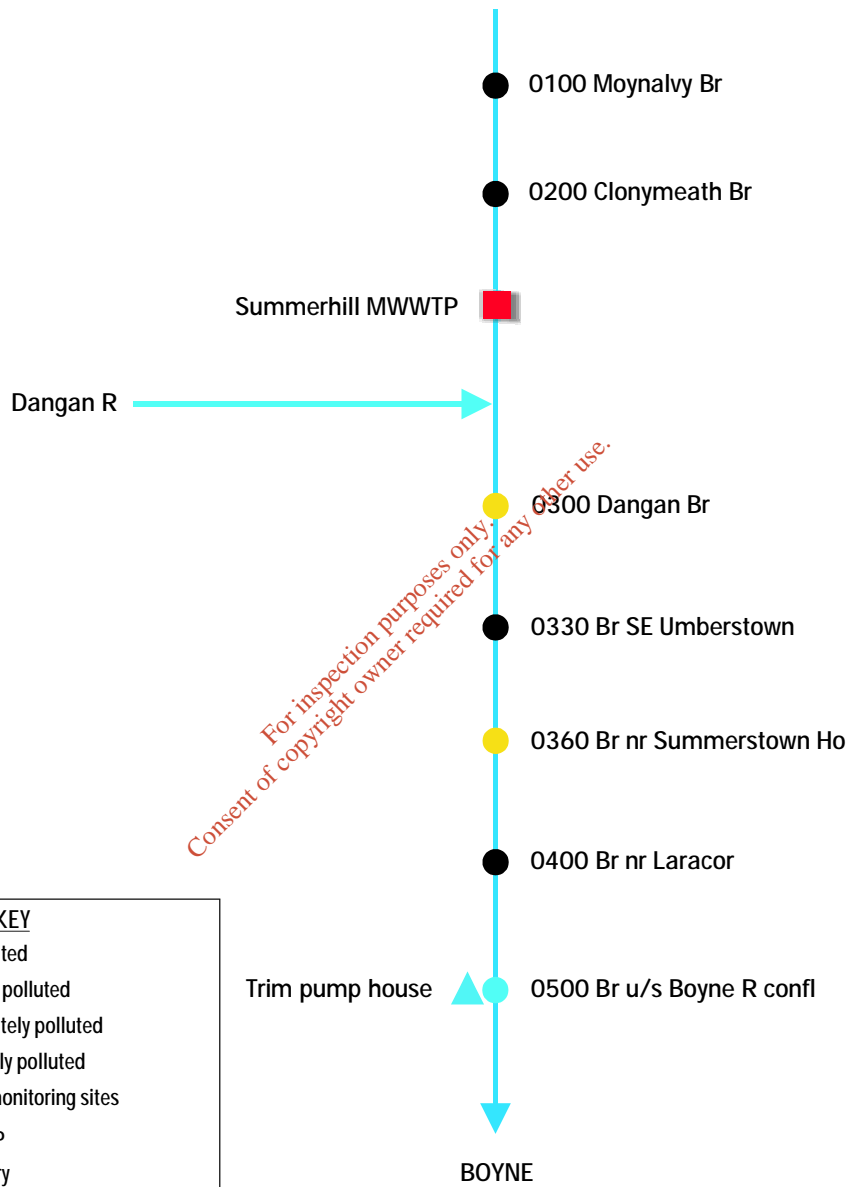 0100 Moynalvy Br
0200 Clonymeath Br
Summerhill MWWTP
Dangan R
0300 Dangan Br
For inspection purposes only.
Consent of copyright owner required for any other use.
0330 Br SE Umberstown
0360 Br nr Summerstown Ho
0400 Br nr Laracor
KEY
ted
polluted
tely polluted
ly polluted
onitoring sites
P
ry
Trim pump house
0500 Br u/s Boyne R confl
BOYNE